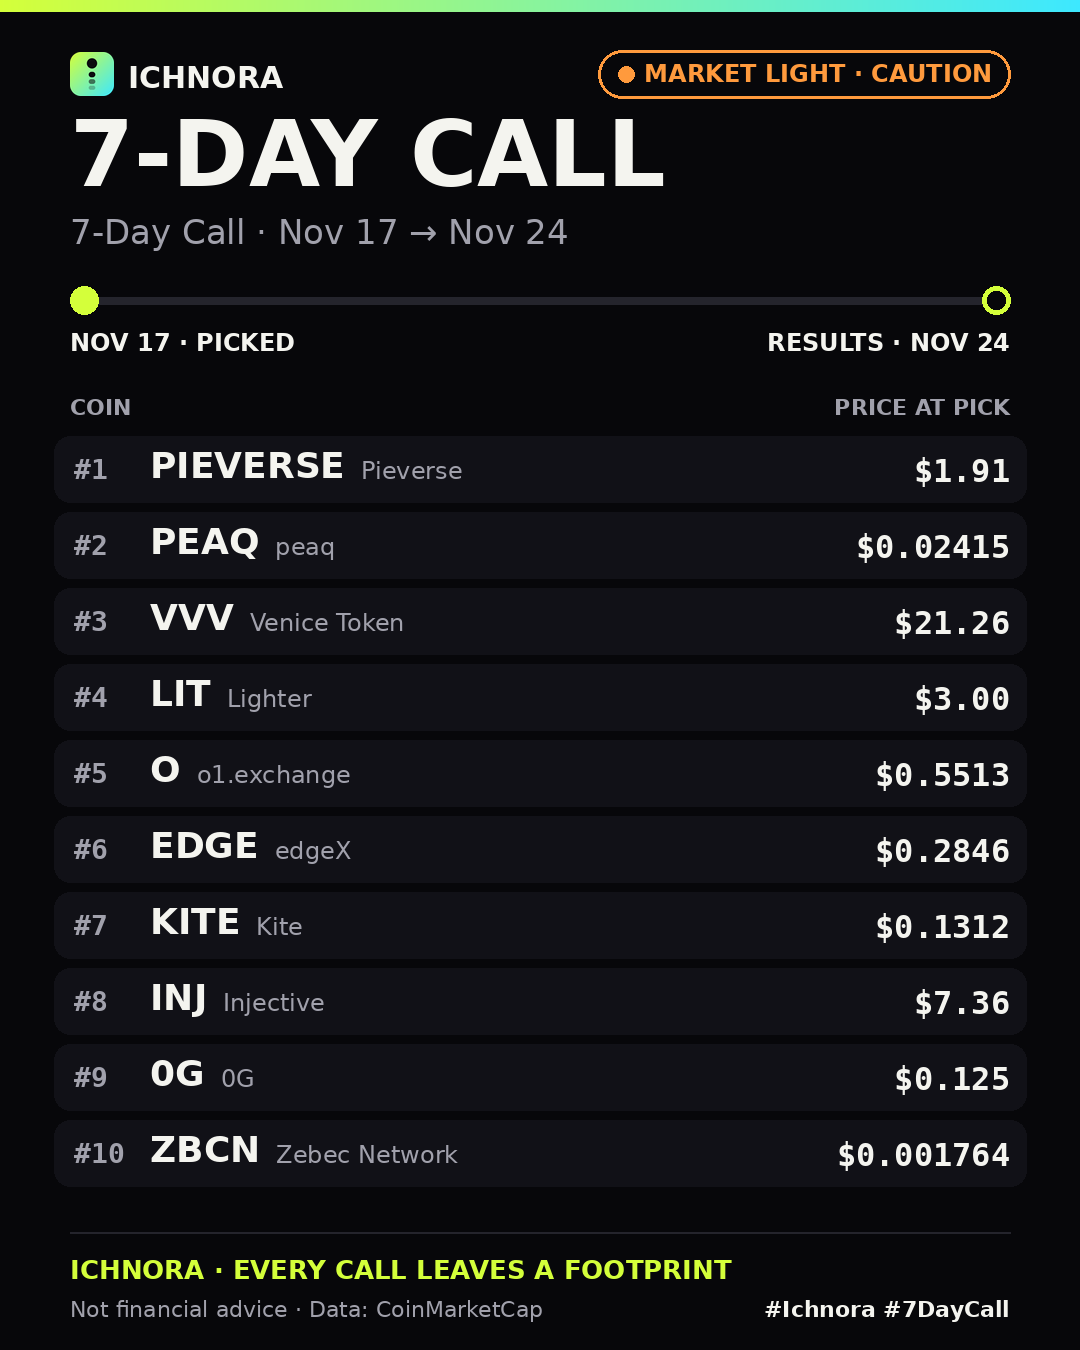 ICHNORA
● MARKET LIGHT · CAUTION
7-DAY CALL
7-Day Call · Nov 17 → Nov 24
NOV 17 · PICKED RESULTS · NOV 24
COIN PRICE AT PICK
#1 PIEVERSE Pieverse $1.91
#2 PEAQ peaq $0.02415
#3 VVV Venice Token $21.26
#4 LIT Lighter $3.00
#5 O o1.exchange $0.5513
#6 EDGE edgeX $0.2846
#7 KITE Kite $0.1312
#8 INJ Injective $7.36
#9 0G 0G $0.125
#10 ZBCN Zebec Network $0.001764
ICHNORA · EVERY CALL LEAVES A FOOTPRINT
Not financial advice · Data: CoinMarketCap #Ichnora #7DayCall